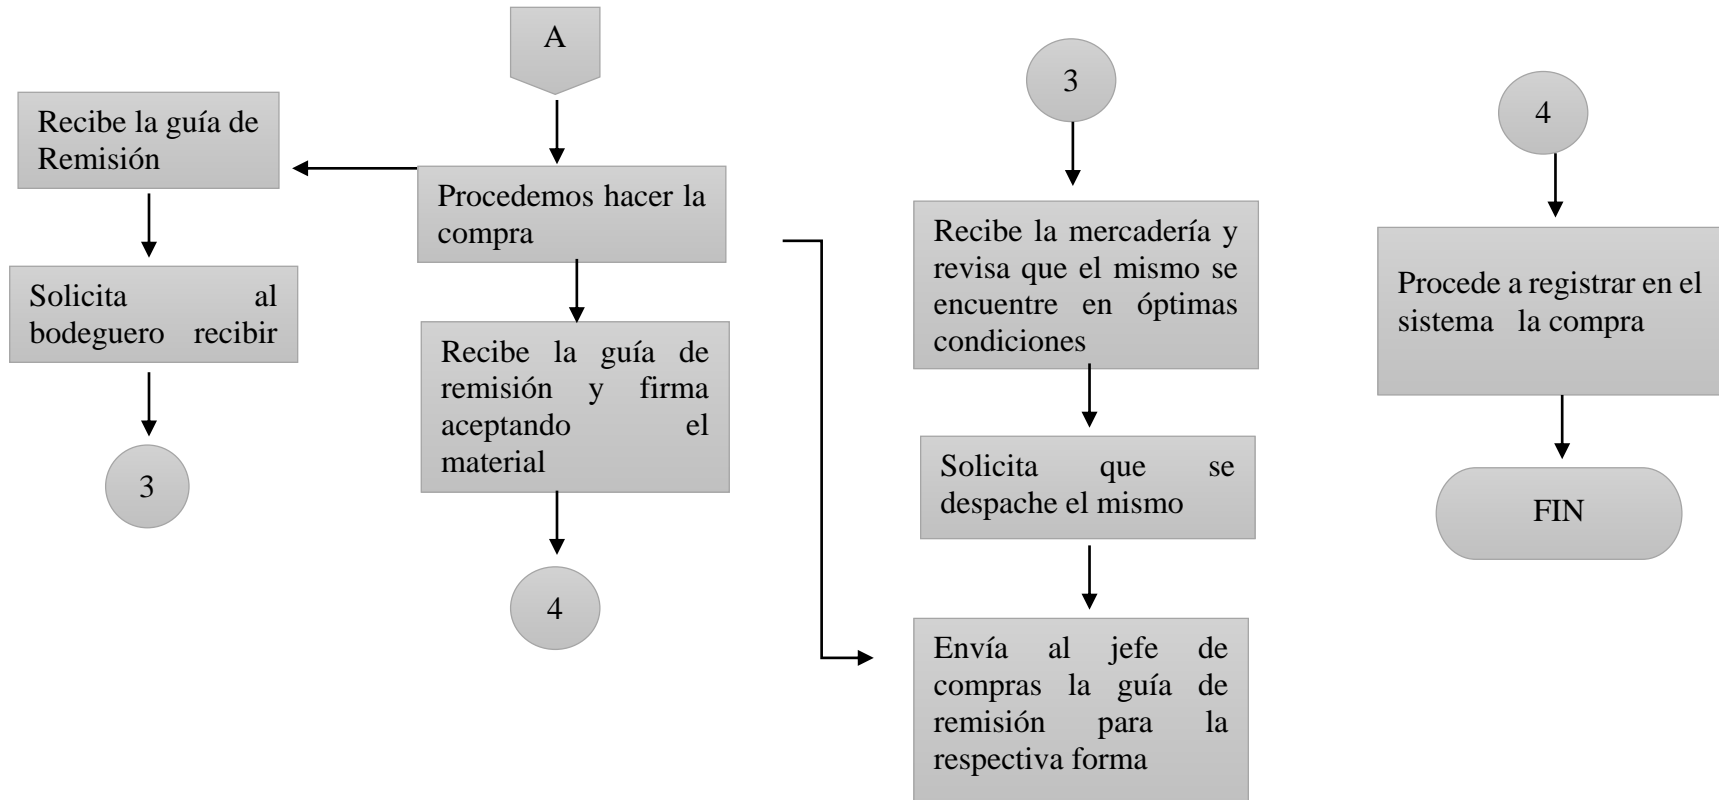 A
Recibe la guía de
Remisión
Solicita al
bodeguero recibir
3
Procedemos hacer la
compra
Recibe la guía de
remisión y firma
aceptando el
material
4
3
Recibe la mercadería y
revisa que el mismo se
encuentre en óptimas
condiciones
Solicita que se
despache el mismo
Envía al jefe de
compras la guía de
remisión para la
respectiva forma
4
Procede a registrar en el
sistema la compra
FIN